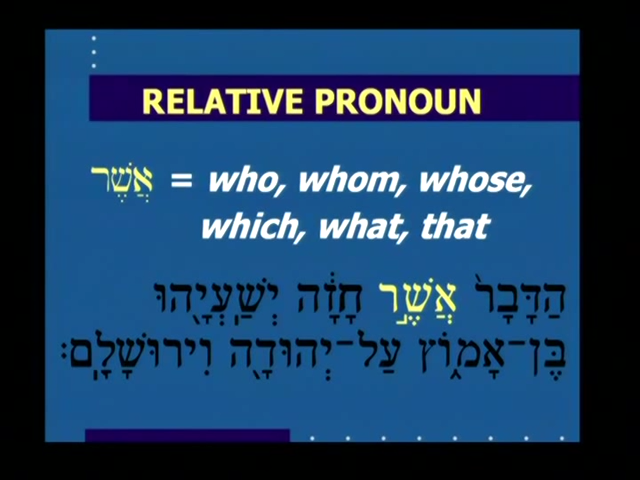 RELATIVE PRONOUN
אֲשֶׁר = who, whom, whose,
which, what, that
הַדָּבָר֙ אֲשֶׁ֣ר חָזָ֔ה יְשַֽׁעְיָ֖הוּ
בֶּן־אָמ֑וֹץ עַל־יְהוּדָ֖ה וִירוּשָׁלָֽ͏ִם׃